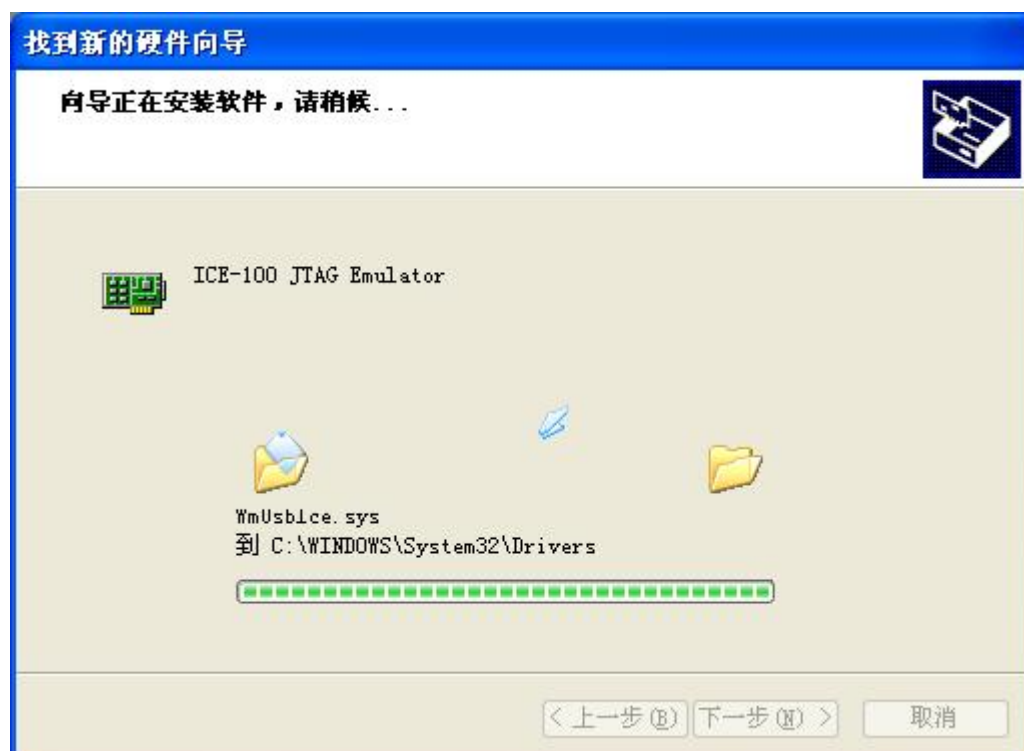 找到新的硬件向导
向导正在安装软件，请稍候...
ICE-100 JTAG Emulator
WmUsbIce.sys
到 C:\WINDOWS\System32\Drivers
< 上一步(B) 下一步(N) > 取消